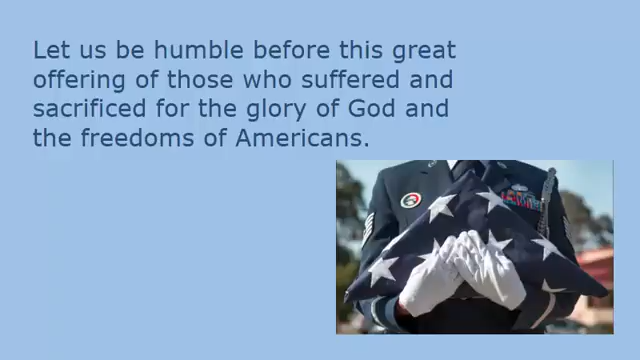 Let us be humble before this great
offering of those who suffered and
sacrificed for the glory of God and
the freedoms of Americans.